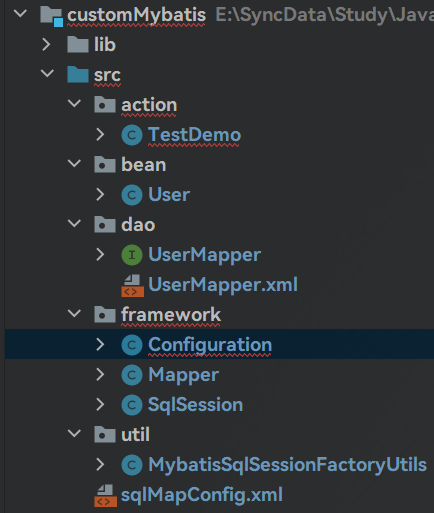 customMybatis E:\SyncData\Study\Java
lib
src
action
C TestDemo
bean
C User
dao
I UserMapper
UserMapper.xml
framework
C Configuration
C Mapper
C SqlSession
util
C MybatisSqlSessionFactoryUtils
sqlMapConfig.xml